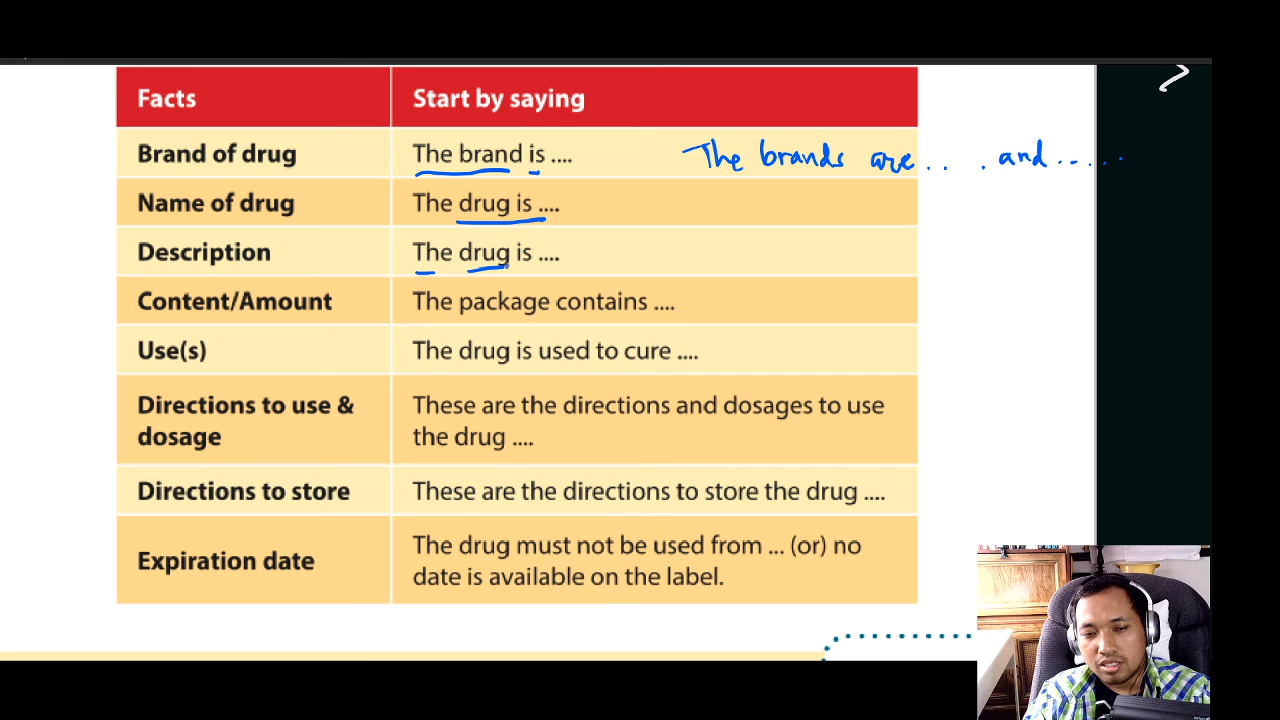 Facts Start by saying
Brand of drug The brand is .... The brands are.. . and.....
Name of drug The drug is ....
Description The drug is ....
Content/Amount The package contains ....
Use(s) The drug is used to cure ....
Directions to use & These are the directions and dosages to use
dosage the drug ....
Directions to store These are the directions to store the drug ....
Expiration date The drug must not be used from ... (or) no
date is available on the label.